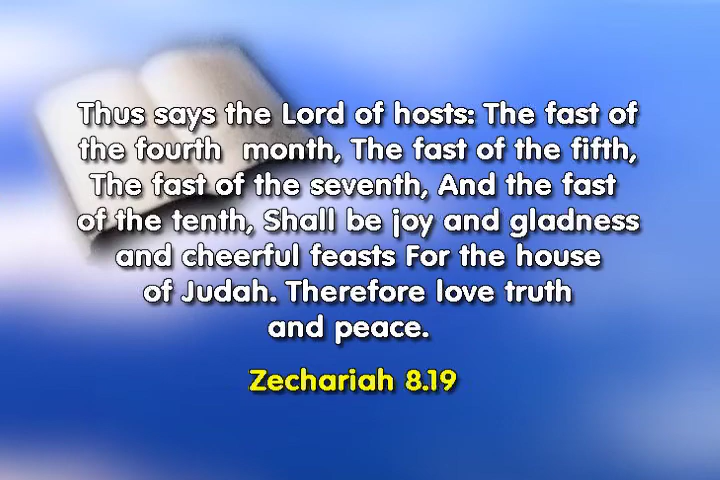 Thus says the Lord of hosts: The fast of
the fourth  month, The fast of the fifth,
The fast of the seventh, And the fast
of the tenth, Shall be joy and gladness
and cheerful feasts For the house
of Judah. Therefore love truth
and peace.
Zechariah 8.19